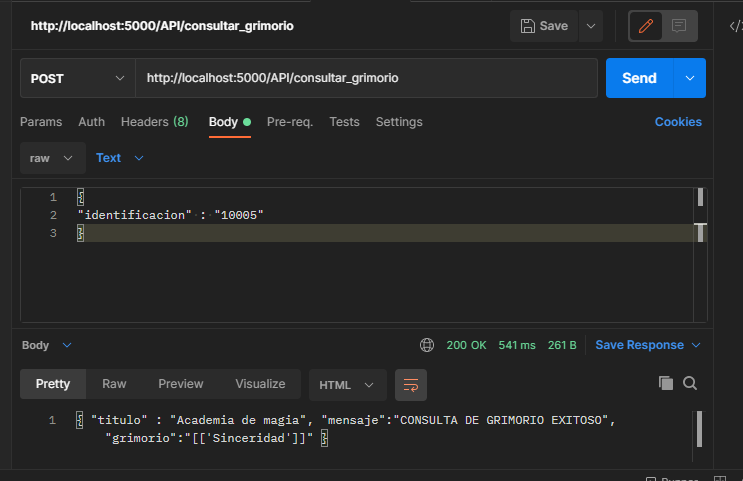 http://localhost:5000/API/consultar_grimorio
Save
</>
POST
http://localhost:5000/API/consultar_grimorio
Send
Params Auth Headers (8) Body Pre-req. Tests Settings Cookies
raw Text
1 {
2 "identificacion" : "10005"
3 }
Body 200 OK 541 ms 261 B Save Response
Pretty Raw Preview Visualize HTML
1 { "titulo" : "Academia de magia", "mensaje":"CONSULTA DE GRIMORIO EXITOSO",
"grimorio":"[['Sinceridad']]" }